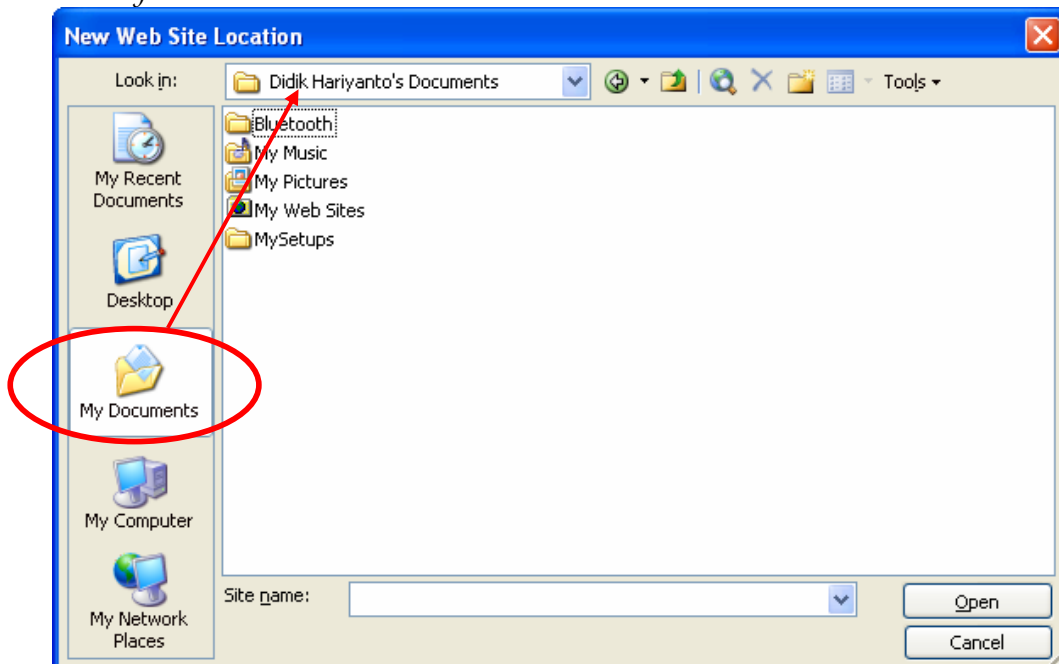 New Web Site Location
Look in:
Didik Hariyanto's Documents
Tools
Bluetooth
My Music
My Pictures
My Web Sites
MySetups
My Recent
Documents
Desktop
My Documents
My Computer
My Network
Places
Site name:
Open
Cancel